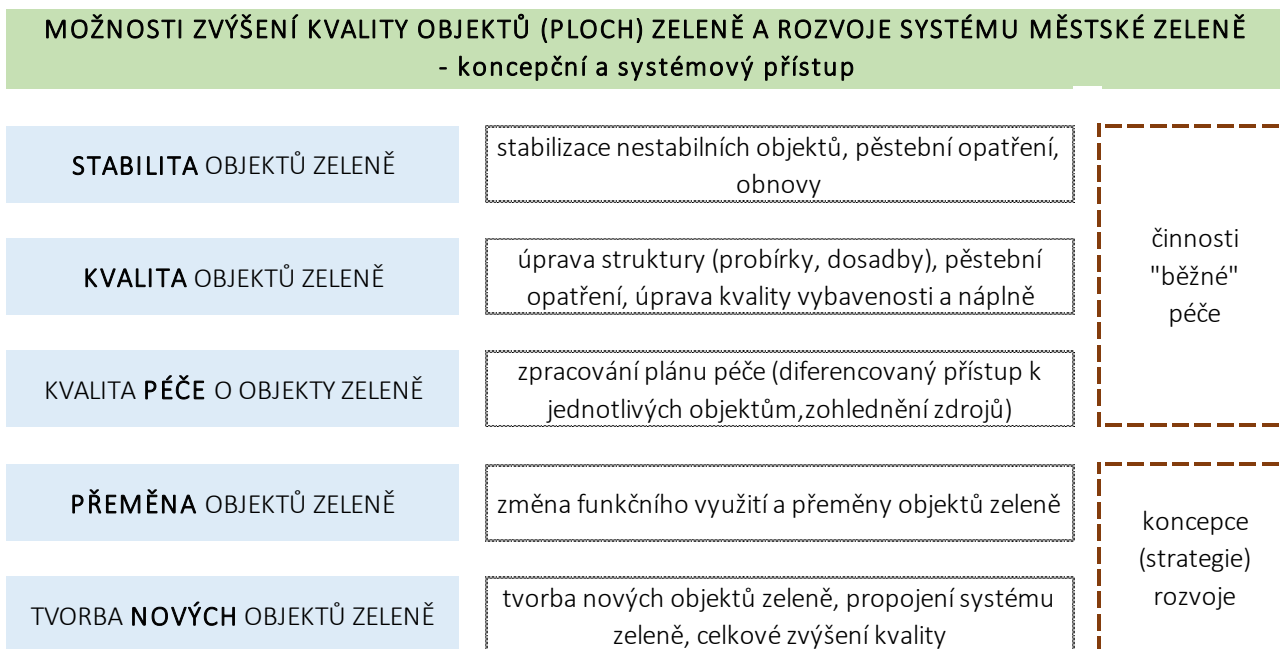 MOŽNOSTI ZVÝŠENÍ KVALITY OBJEKTŮ (PLOCH) ZELENĚ A ROZVOJE SYSTÉMU MĚSTSKÉ ZELENĚ
- koncepční a systémový přístup
STABILITA OBJEKTŮ ZELENĚ
stabilizace nestabilních objektů, pěstební opatření,
obnovy
KVALITA OBJEKTŮ ZELENĚ
úprava struktury (probírky, dosadby), pěstební
opatření, úprava kvality vybavenosti a náplně
KVALITA PÉČE O OBJEKTY ZELENĚ
zpracování plánu péče (diferencovaný přístup k
jednotlivých objektům,zohlednění zdrojů)
činnosti
"běžné"
péče
PŘEMĚNA OBJEKTŮ ZELENĚ
změna funkčního využití a přeměny objektů zeleně
TVORBA NOVÝCH OBJEKTŮ ZELENĚ
tvorba nových objektů zeleně, propojení systému
zeleně, celkové zvýšení kvality
koncepce
(strategie)
rozvoje